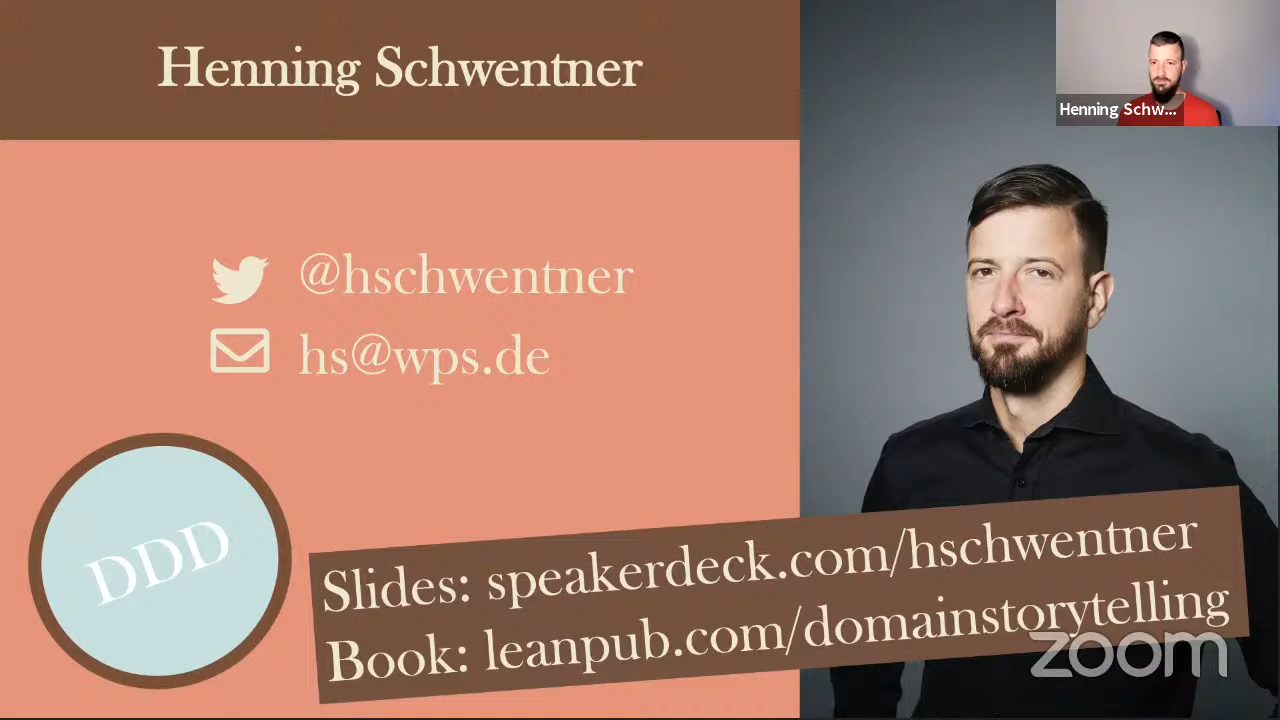 Henning Schwentner
Henning Schw...
@hschwentner
hs@wps.de
DDD
Slides: speakerdeck.com/hschwentner
Book: leanpub.com/domainstorytelling
zoom